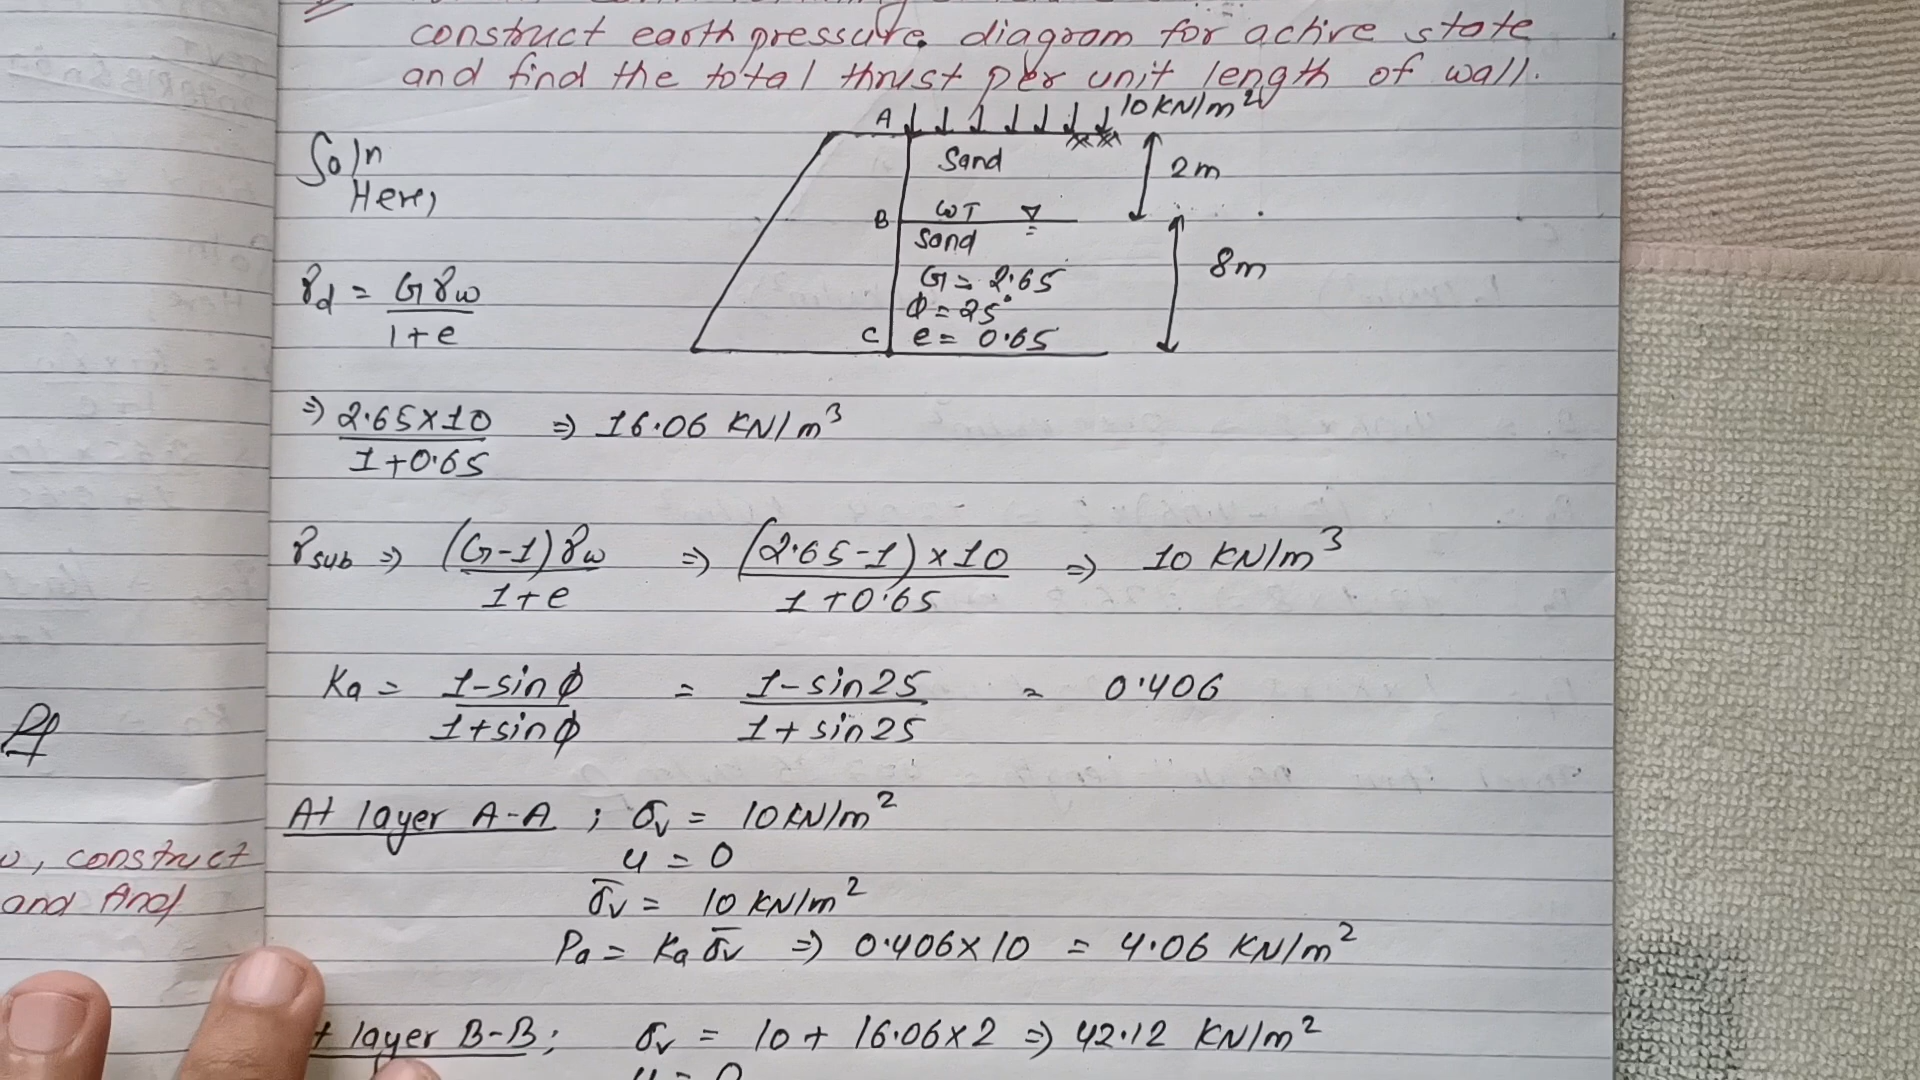 construct earth pressure diagram for active state
and find the total thrust per unit length of wall.
A 10 KN/m²
Soln
Sand
2m
Here,
B WT
Sand
G = 2.65
8m
ϕ = 25°
C e = 0.65
γd = Gγw / 1+e
⇒ 2.65×10 / 1+0.65 ⇒ 16.06 KN/m³
γsub ⇒ (G-1)γw / 1+e ⇒ (2.65-1)×10 / 1+0.65 ⇒ 10 KN/m³
Ka = 1-sinϕ / 1+sinϕ = 1-sin25 / 1+sin25 = 0.406
At layer A-A ; σv = 10KN/m²
u = 0
σ̅v = 10 KN/m²
Pa = Ka σ̅v ⇒ 0.406×10 = 4.06 KN/m²
t layer B-B; σv = 10 + 16.06×2 ⇒ 42.12 KN/m²
u = 0
, construct
and find